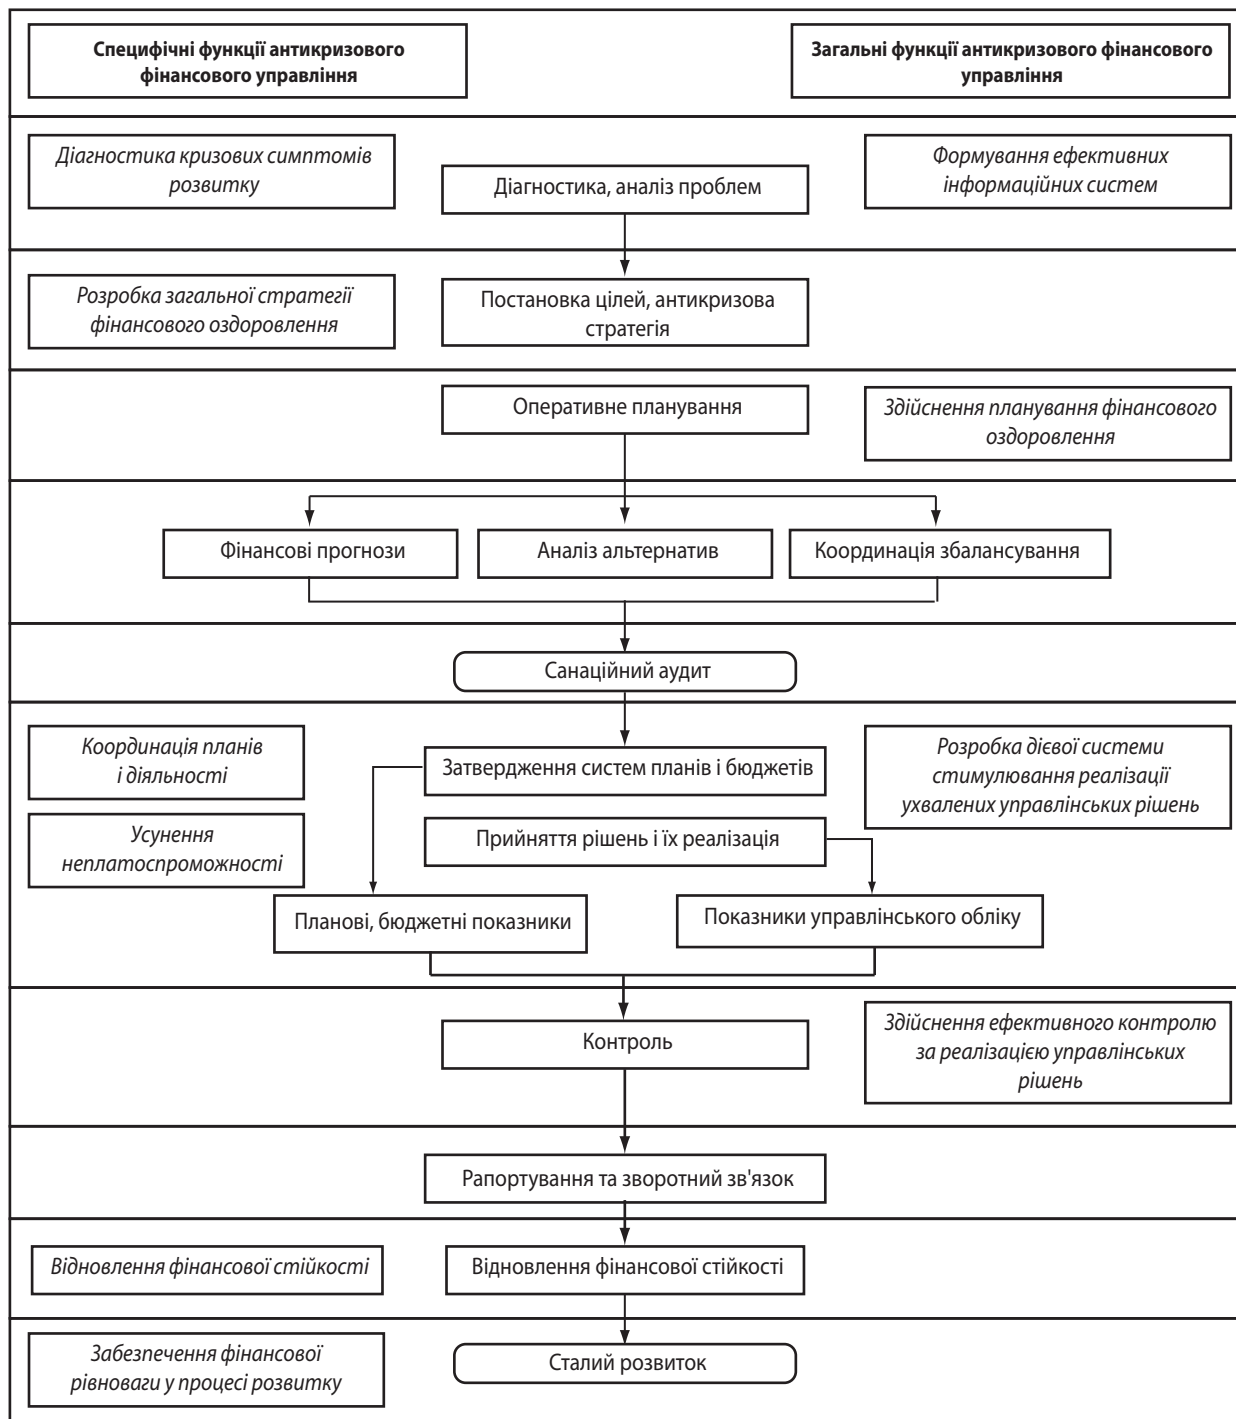 Специфічні функції антикризового
фінансового управління
Загальні функції антикризового фінансового
управління
Діагностика кризових симптомів
розвитку
Діагностика, аналіз проблем
Формування ефективних
інформаційних систем
Розробка загальної стратегії
фінансового оздоровлення
Постановка цілей, антикризова
стратегія
Оперативне планування
Здійснення планування фінансового
оздоровлення
Фінансові прогнози
Аналіз альтернатив
Координація збалансування
Санаційний аудит
Координація планів
і діяльності
Затвердження систем планів і бюджетів
Розробка дієвої системи
стимулювання реалізації
ухвалених управлінських рішень
Усунення
неплатоспроможності
Прийняття рішень і їх реалізація
Планові, бюджетні показники
Показники управлінського обліку
Контроль
Здійснення ефективного контролю
за реалізацією управлінських
рішень
Рапортування та зворотний зв'язок
Відновлення фінансової стійкості
Відновлення фінансової стійкості
Забезпечення фінансової
рівноваги у процесі розвитку
Сталий розвиток